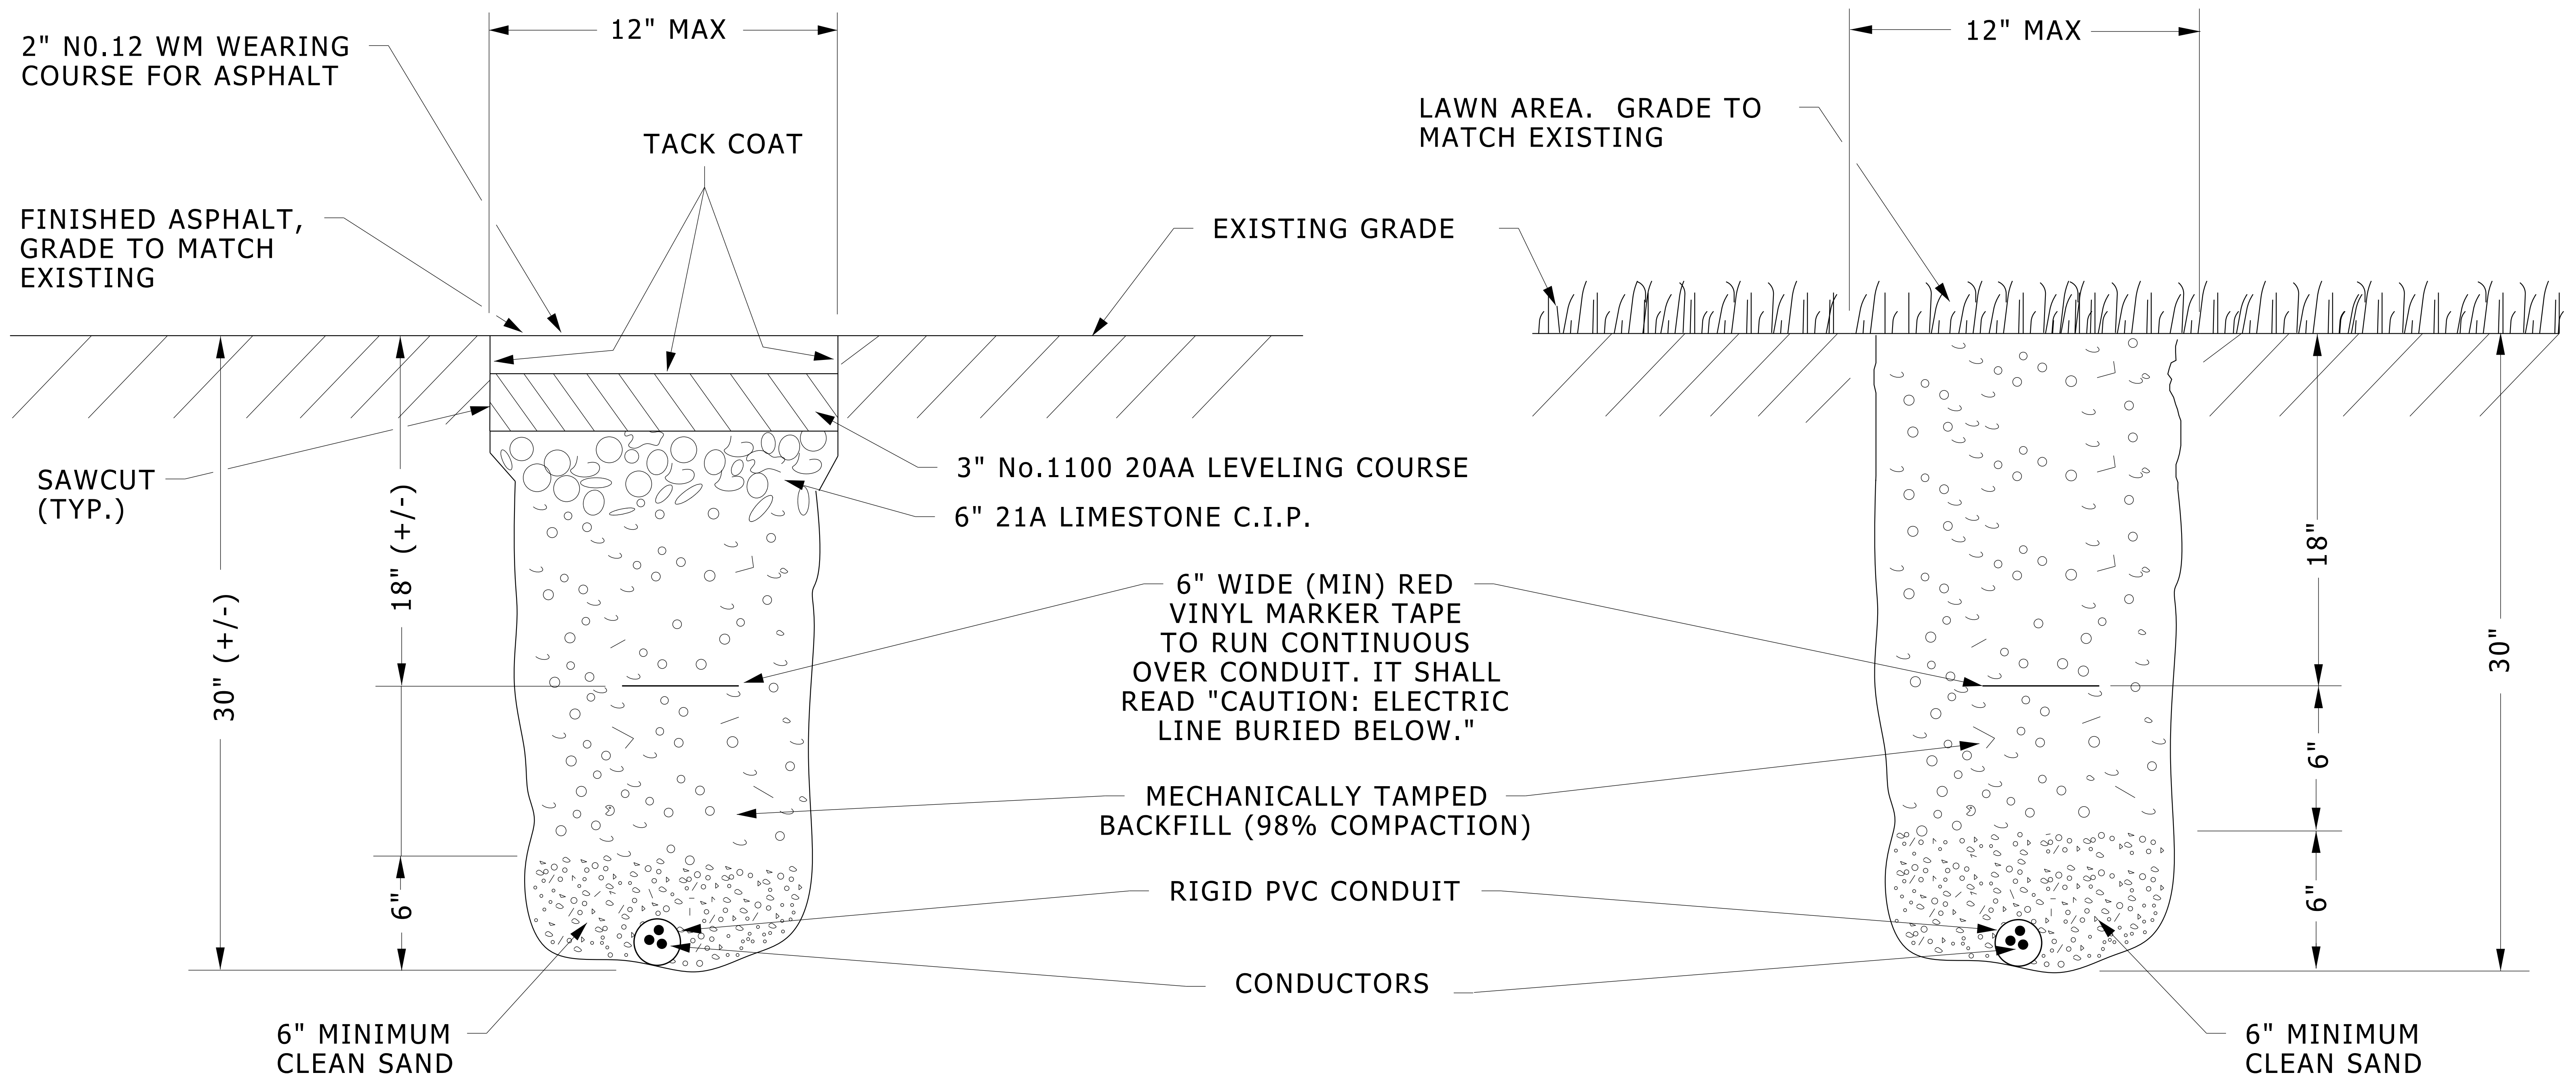 12" MAX
2" N0.12 WM WEARING
COURSE FOR ASPHALT
TACK COAT
FINISHED ASPHALT,
GRADE TO MATCH
EXISTING
SAWCUT
(TYP.)
30" (+/-)
18" (+/-)
6"
6" MINIMUM
CLEAN SAND
EXISTING GRADE
3" No.1100 20AA LEVELING COURSE
6" 21A LIMESTONE C.I.P.
6" WIDE (MIN) RED
VINYL MARKER TAPE
TO RUN CONTINUOUS
OVER CONDUIT. IT SHALL
READ "CAUTION: ELECTRIC
LINE BURIED BELOW."
MECHANICALLY TAMPED
BACKFILL (98% COMPACTION)
RIGID PVC CONDUIT
CONDUCTORS
12" MAX
LAWN AREA.  GRADE TO
MATCH EXISTING
18"
6"
6"
30"
6" MINIMUM
CLEAN SAND